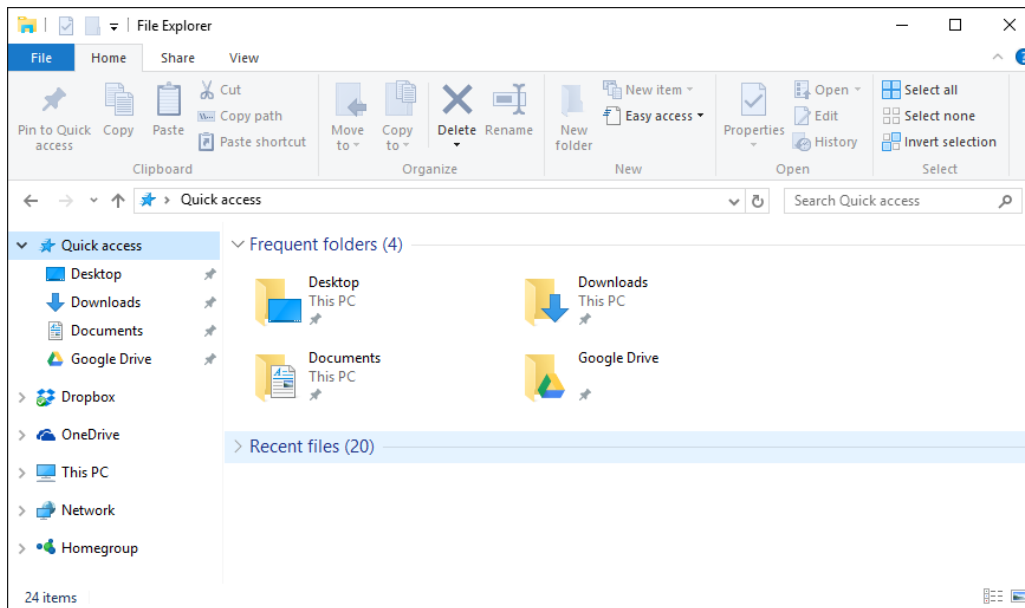 File Explorer
File Home Share View
Pin to Quick access
Copy
Paste
Cut
Copy path
Paste shortcut
Clipboard
Move to
Copy to
Delete
Rename
Organize
New folder
New item
Easy access
New
Properties
Open
Edit
History
Open
Select all
Select none
Invert selection
Select
Quick access
Search Quick access
Quick access
Desktop
Downloads
Documents
Google Drive
Dropbox
OneDrive
This PC
Network
Homegroup
Frequent folders (4)
Desktop
This PC
Downloads
This PC
Documents
This PC
Google Drive
Recent files (20)
24 items